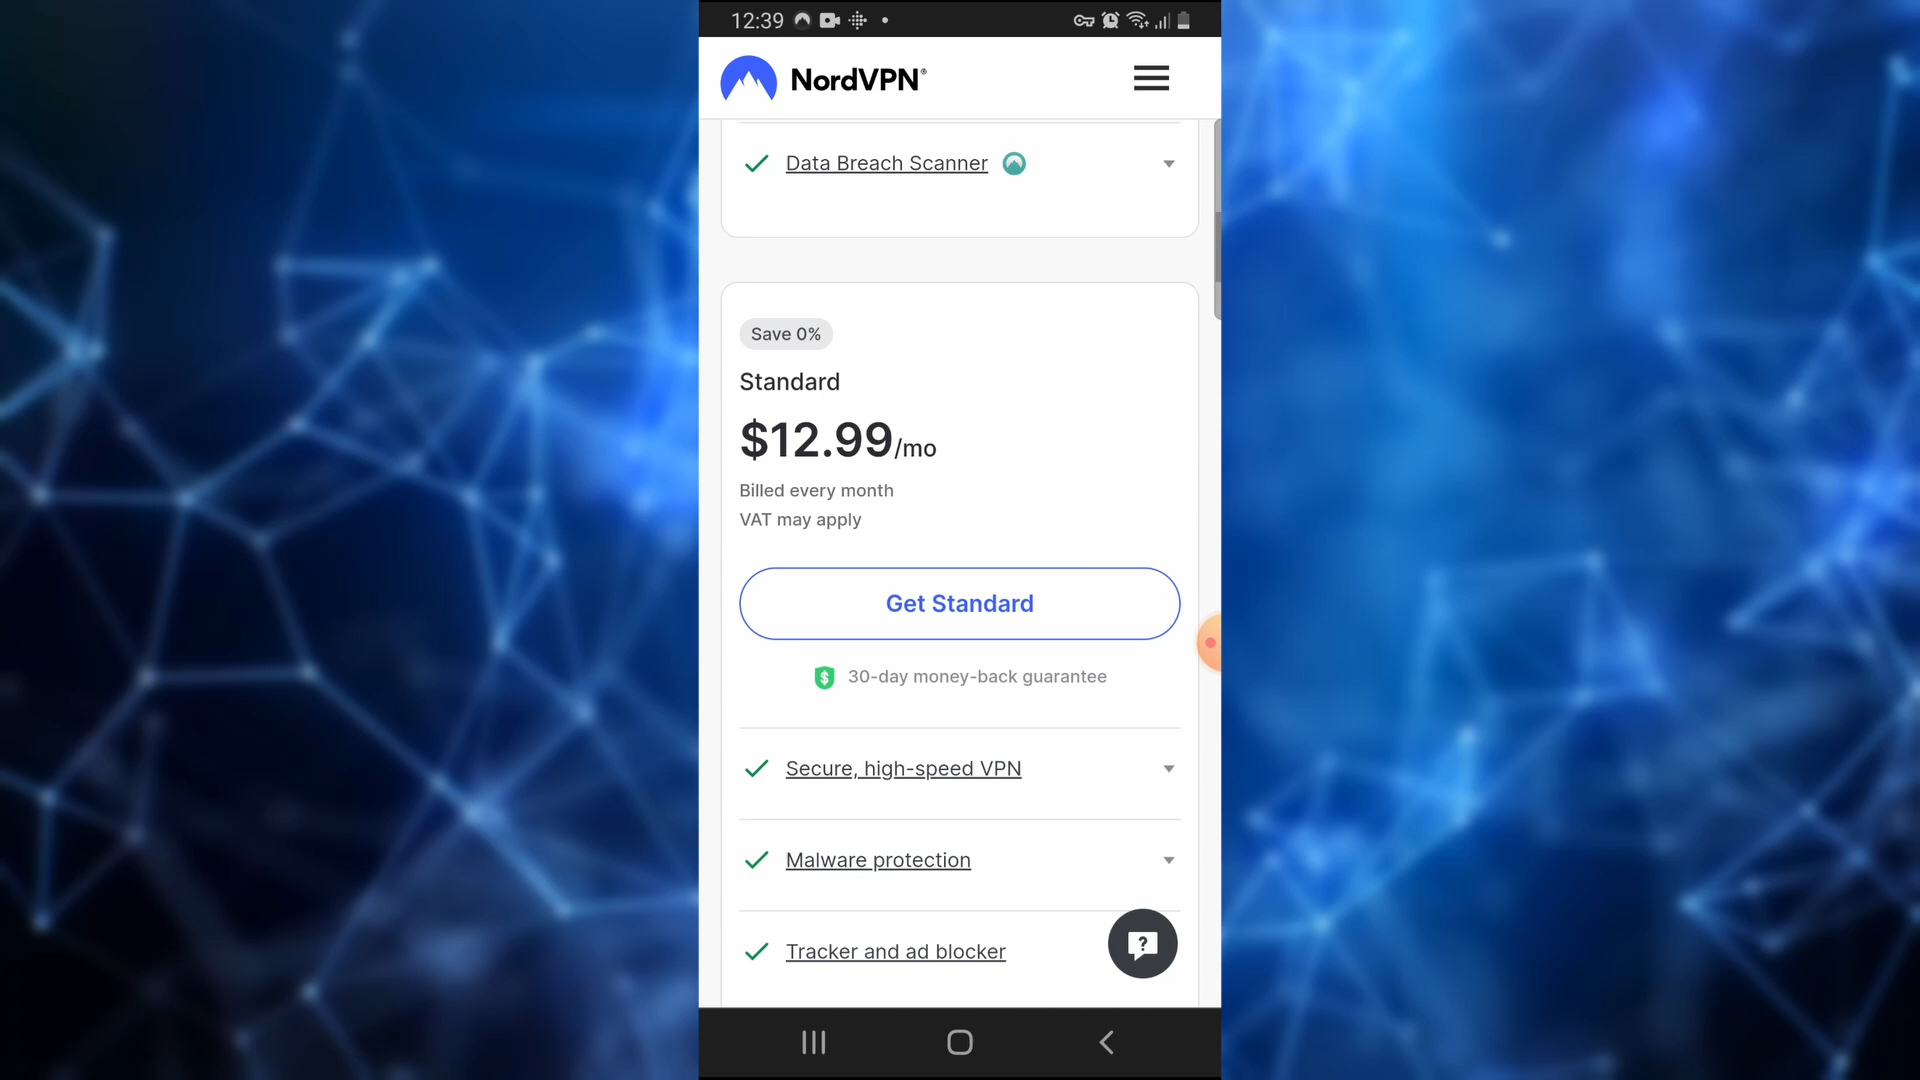 12:39
NordVPN®
Data Breach Scanner
Save 0%
Standard
$12.99/mo
Billed every month
VAT may apply
Get Standard
$ 30-day money-back guarantee
Secure, high-speed VPN
Malware protection
Tracker and ad blocker
?